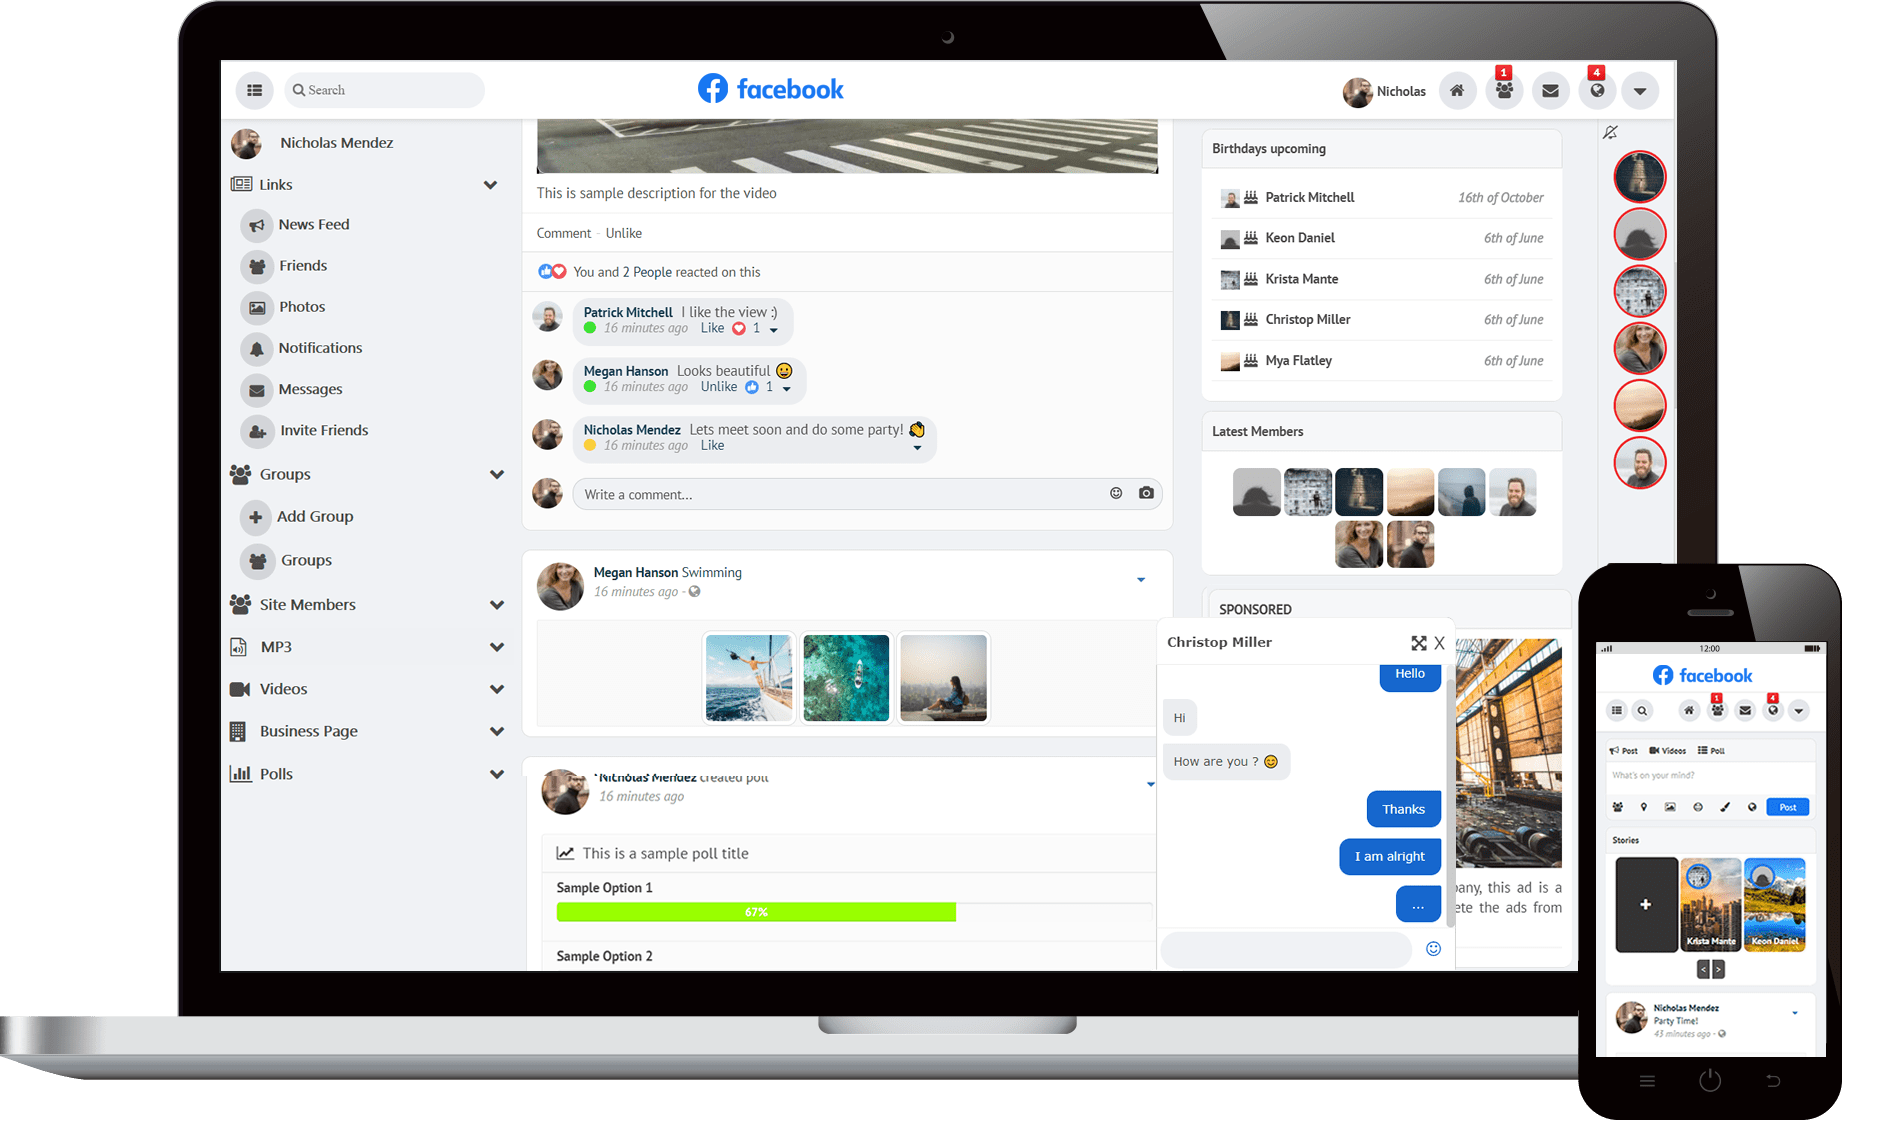 Search
facebook
Nicholas
1
4
Nicholas Mendez
Links
News Feed
Friends
Photos
Notifications
Messages
Invite Friends
Groups
Add Group
Groups
Site Members
MP3
Videos
Business Page
Polls
This is sample description for the video
Comment - Unlike
You and 2 People reacted on this
Patrick Mitchell I like the view :)
16 minutes ago Like 1
Megan Hanson Looks beautiful
16 minutes ago Unlike 1
Nicholas Mendez Lets meet soon and do some party!
16 minutes ago Like
Write a comment...
Megan Hanson Swimming
16 minutes ago -
Nicholas Mendez created poll
16 minutes ago
This is a sample poll title
Sample Option 1
67%
Sample Option 2
Birthdays upcoming
Patrick Mitchell 16th of October
Keon Daniel 6th of June
Krista Mante 6th of June
Christop Miller 6th of June
Mya Flatley 6th of June
Latest Members
SPONSORED
pany, this ad is a
ete the ads from
Christop Miller X
Hello
Hi
How are you ?
Thanks
I am alright
...
12:00
facebook
1
4
Post Videos Poll
What's on your mind?
Post
Stories
+
Krista Mante
Keon Daniel
< >
Nicholas Mendez
Party Time!
43 minutes ago -